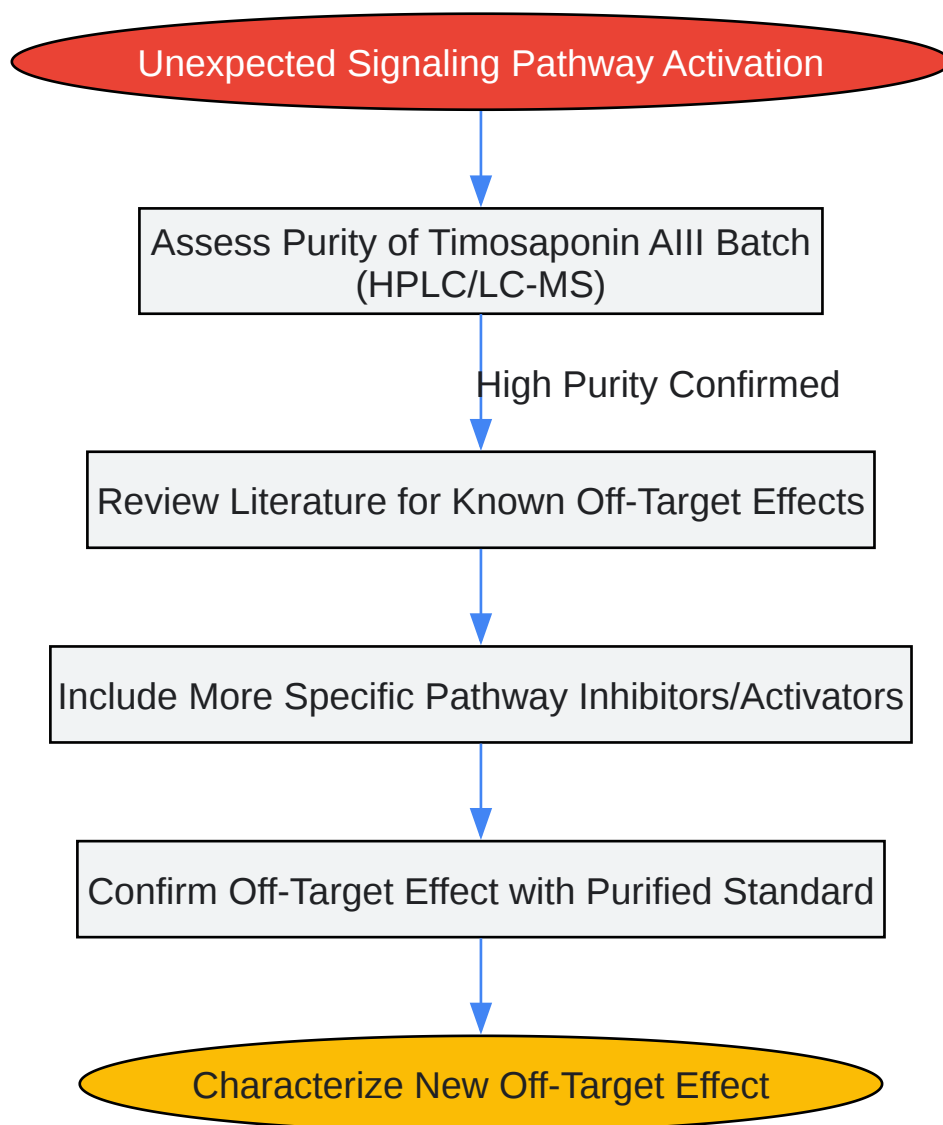 Unexpected Signaling Pathway Activation
Assess Purity of Timosaponin AIII Batch
(HPLC/LC-MS)
High Purity Confirmed
Review Literature for Known Off-Target Effects
Include More Specific Pathway Inhibitors/Activators
Confirm Off-Target Effect with Purified Standard
Characterize New Off-Target Effect